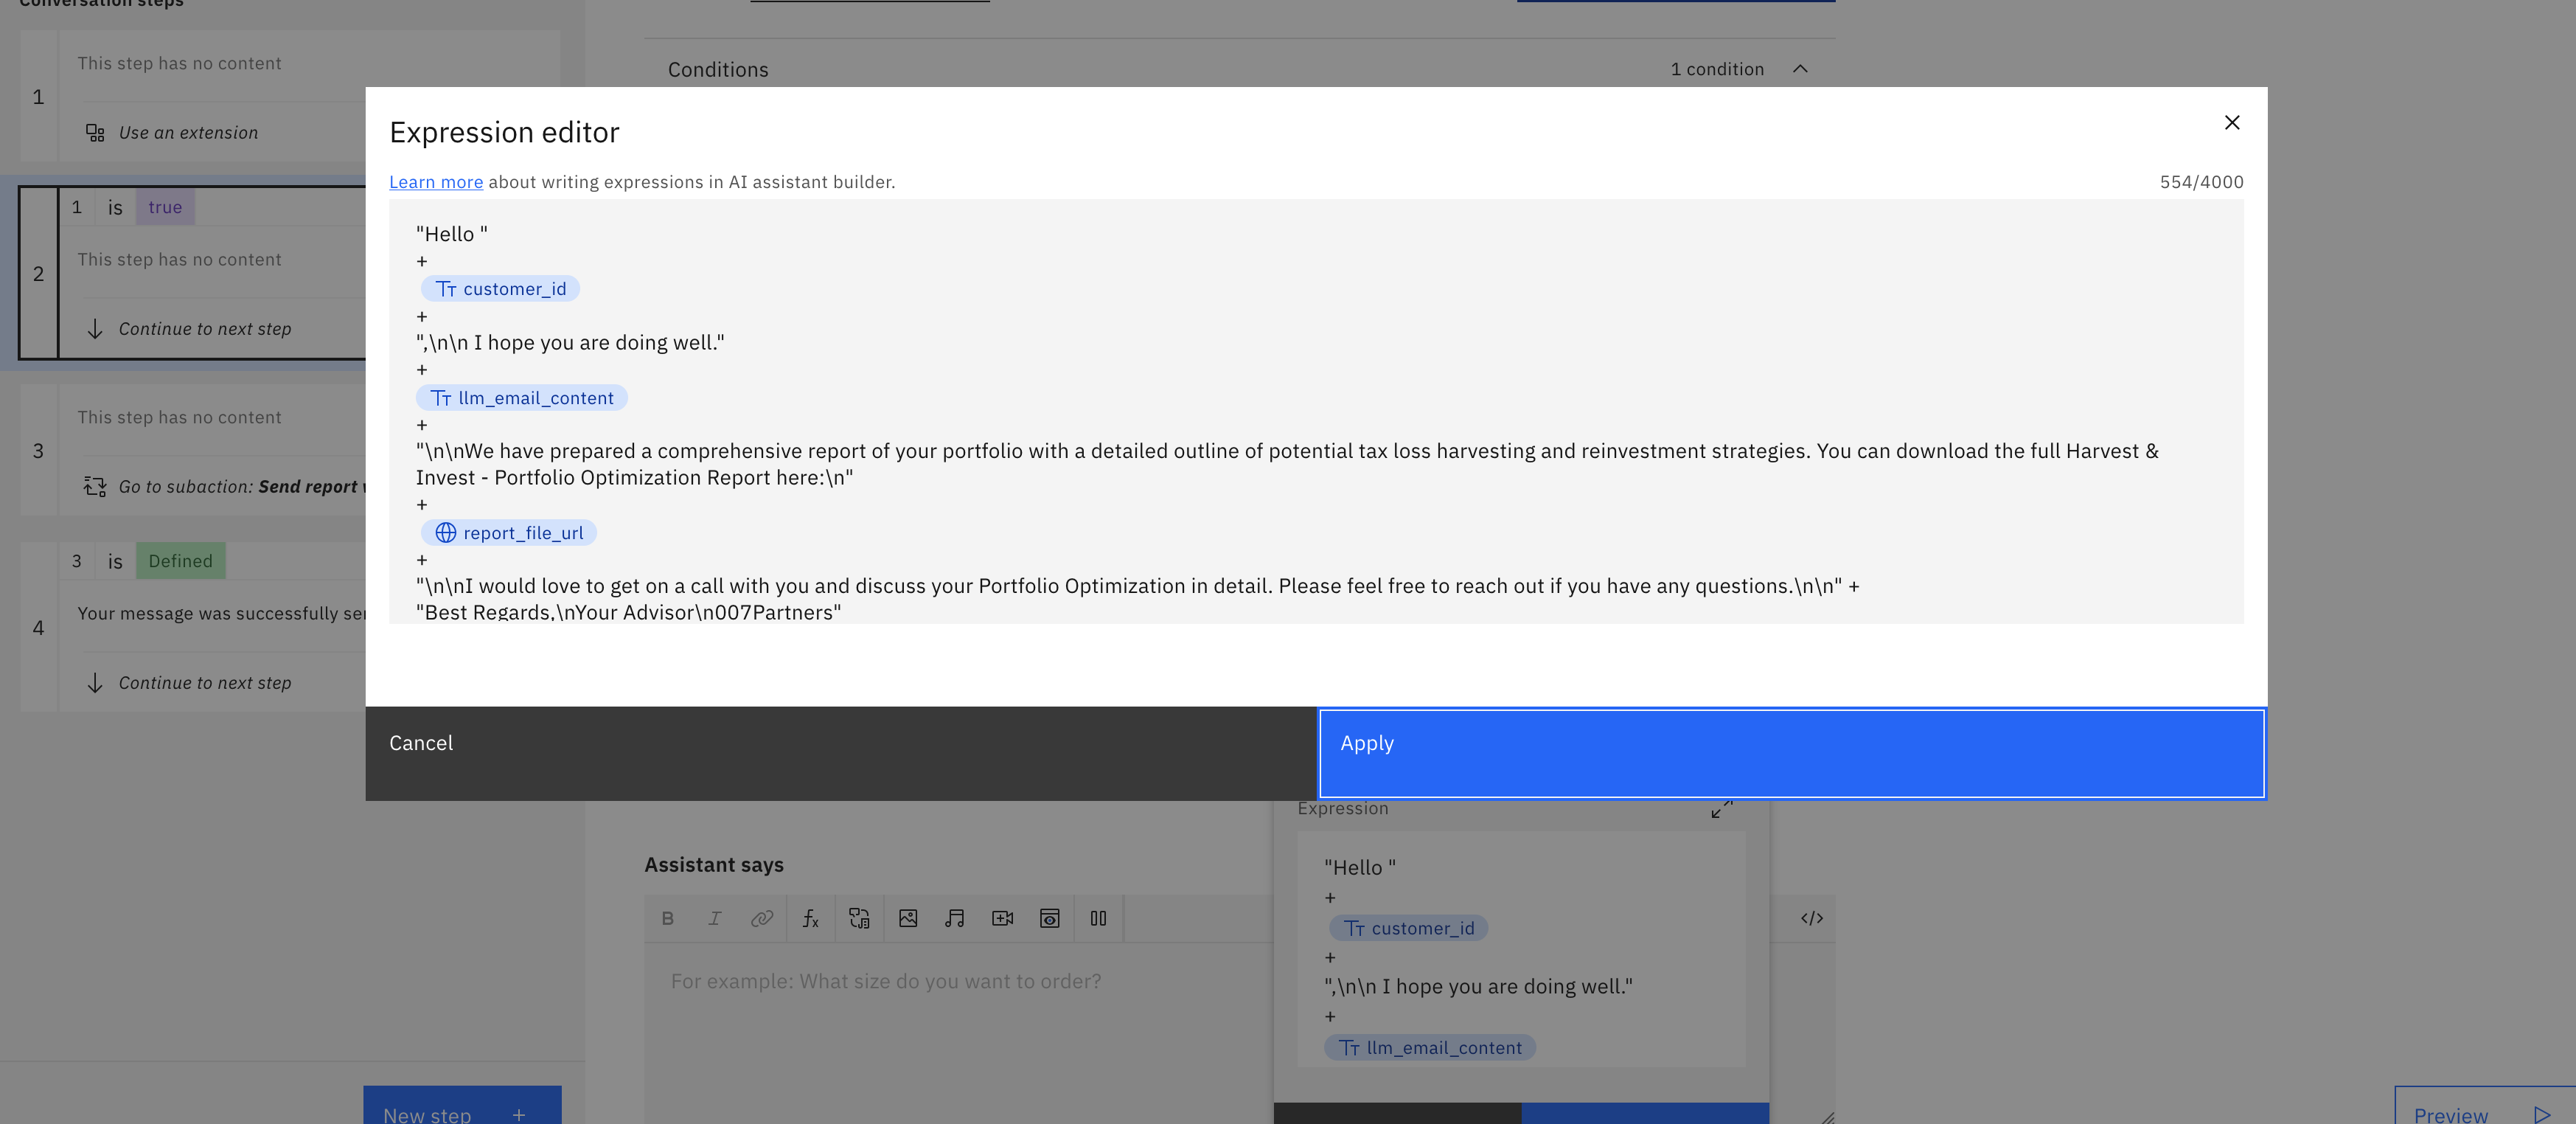 Conversation steps
1
This step has no content
Use an extension
2
1 is true
This step has no content
Continue to next step
3
This step has no content
Go to subaction: Send report
4
3 is Defined
Your message was successfully
Continue to next step
New step +
Conditions
1 condition
Expression editor
Learn more about writing expressions in AI assistant builder.
554/4000
"Hello "
+
customer_id
+
",\n\n I hope you are doing well."
+
llm_email_content
+
"\n\nWe have prepared a comprehensive report of your portfolio with a detailed outline of potential tax loss harvesting and reinvestment strategies. You can download the full Harvest &
Invest - Portfolio Optimization Report here:\n"
+
report_file_url
+
"\n\nI would love to get on a call with you and discuss your Portfolio Optimization in detail. Please feel free to reach out if you have any questions.\n\n" +
"Best Regards,\nYour Advisor\n007Partners"
Cancel
Apply
Expression
"Hello "
+
customer_id
+
",\n\n I hope you are doing well."
+
llm_email_content
Assistant says
B I fx </>
For example: What size do you want to order?
Preview